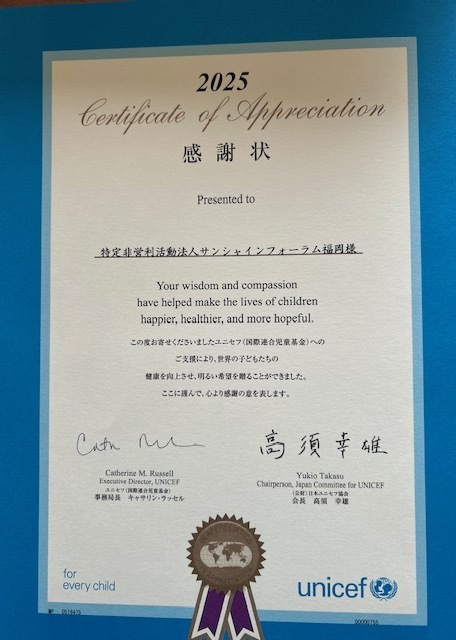 2025
Certificate of Appreciation
感謝状
Presented to
特定非営利活動法人サンシャインフォーラム福岡様
Your wisdom and compassion
have helped make the lives of children
happier, healthier, and more hopeful.
この度お寄せくださいましたユニセフ(国際連合児童基金)への
ご支援により、世界の子どもたちの
健康を向上させ、明るい希望を贈ることができました。
ここに謹んで、心より感謝の意を表します。
Catherine M. Russell
Executive Director, UNICEF
ユニセフ(国際連合児童基金)
事務局長 キャサリン・ラッセル
高須幸雄
Yukio Takasu
Chairperson, Japan Committee for UNICEF
(公財)日本ユニセフ協会
会長 高須 幸雄
for
every child
unicef